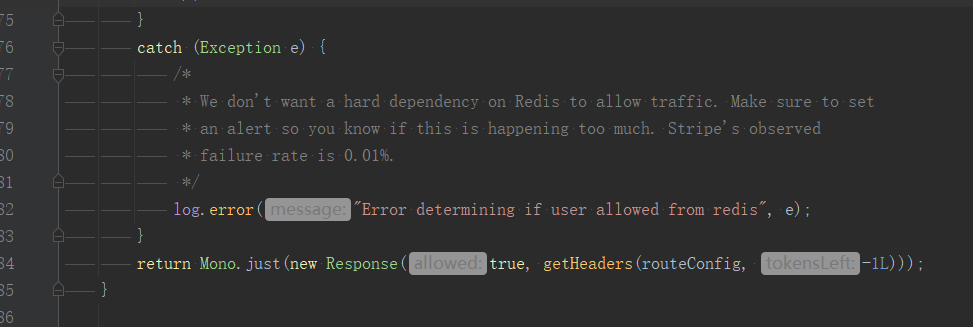 75 }
76 catch (Exception e) {
77 /*
78 * We don't want a hard dependency on Redis to allow traffic. Make sure to set
79 * an alert so you know if this is happening too much. Stripe's observed
80 * failure rate is 0.01%.
81 */
82 log.error( message: "Error determining if user allowed from redis", e);
83 }
84 return Mono.just(new Response( allowed: true, getHeaders(routeConfig, tokensLeft: -1L)));
85 }
86